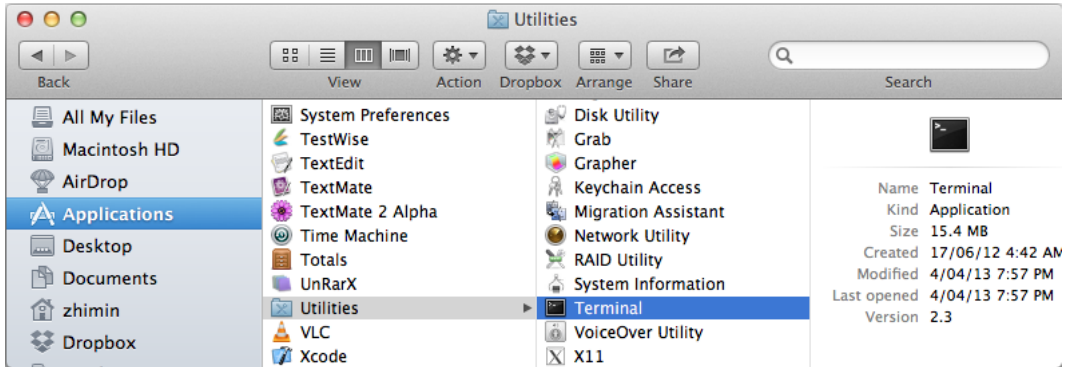 Utilities
Back View Action Dropbox Arrange Share Search
All My Files
Macintosh HD
AirDrop
Applications
Desktop
Documents
zhimin
Dropbox
System Preferences
TestWise
TextEdit
TextMate
TextMate 2 Alpha
Time Machine
Totals
UnRarX
Utilities
VLC
Xcode
Disk Utility
Grab
Grapher
Keychain Access
Migration Assistant
Network Utility
RAID Utility
System Information
Terminal
VoiceOver Utility
X11
Name Terminal
Kind Application
Size 15.4 MB
Created 17/06/12 4:42 AM
Modified 4/04/13 7:57 PM
Last opened 4/04/13 7:57 PM
Version 2.3